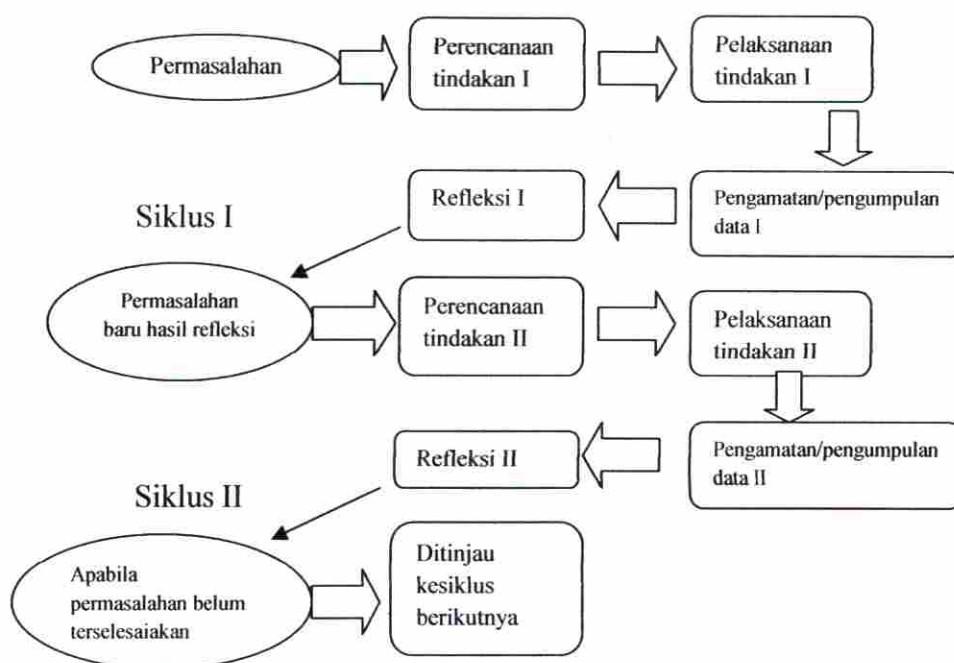 Permasalahan
Perencanaan
tindakan I
Pelaksanaan
tindakan I
Pengamatan/pengumpulan
data I
Refleksi I
Siklus I
Permasalahan
baru hasil refleksi
Perencanaan
tindakan II
Pelaksanaan
tindakan II
Pengamatan/pengumpulan
data II
Refleksi II
Siklus II
Apabila
permasalahan belum
terselesaiakan
Ditinjau
kesiklus
berikutnya